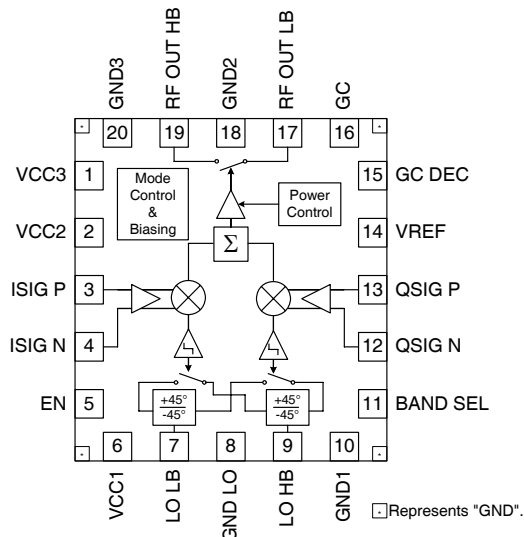 GND3
RF OUT HB
GND2
RF OUT LB
GC
20
19
18
17
16
VCC3
1
Mode
Control
&
Biasing
Power
Control
15
GC DEC
VCC2
2
Σ
14
VREF
ISIG P
3
13
QSIG P
ISIG N
4
12
QSIG N
EN
5
+45°
-45°
+45°
-45°
11
BAND SEL
6
7
8
9
10
VCC1
LO LB
GND LO
LO HB
GND1
Represents "GND".